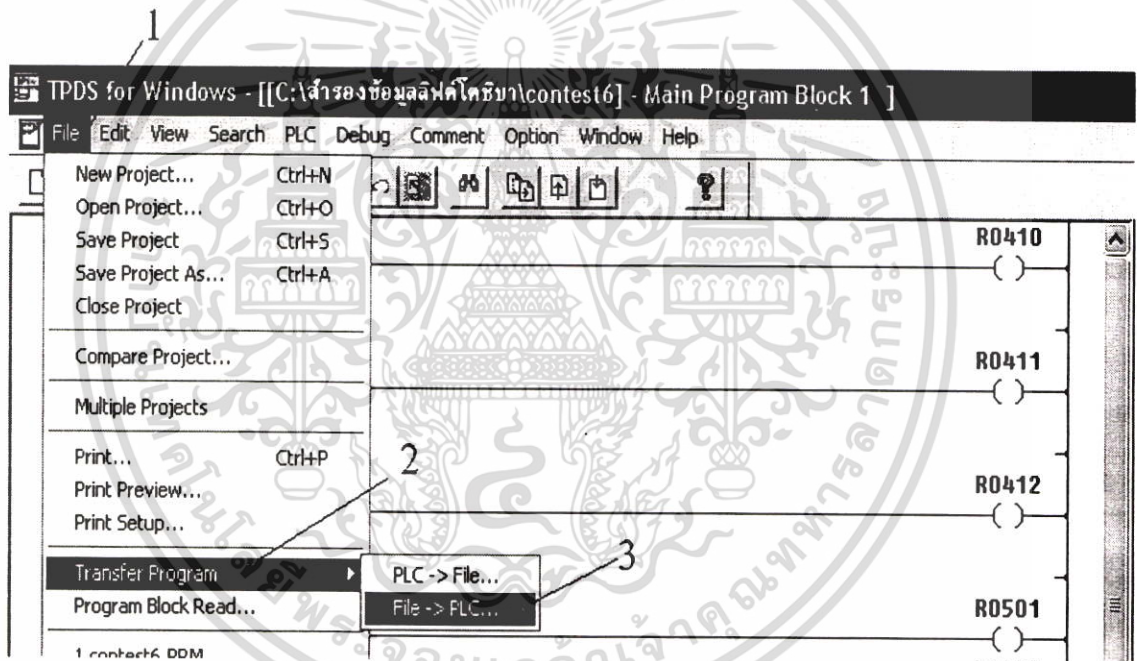 1
TPDS for Windows - [[C:\สำรองข้อมูลลิฟต์โตชิบา\contest6] - Main Program Block 1 ]
File Edit View Search PLC Debug Comment Option Window Help
New Project... Ctrl+N
Open Project... Ctrl+O
Save Project Ctrl+S
Save Project As... Ctrl+A
Close Project
Compare Project...
Multiple Projects
Print... Ctrl+P
Print Preview...
Print Setup...
Transfer Program
Program Block Read...
1 contest6.PRM
2
PLC -> File...
File -> PLC...
3
R0410
R0411
R0412
R0501